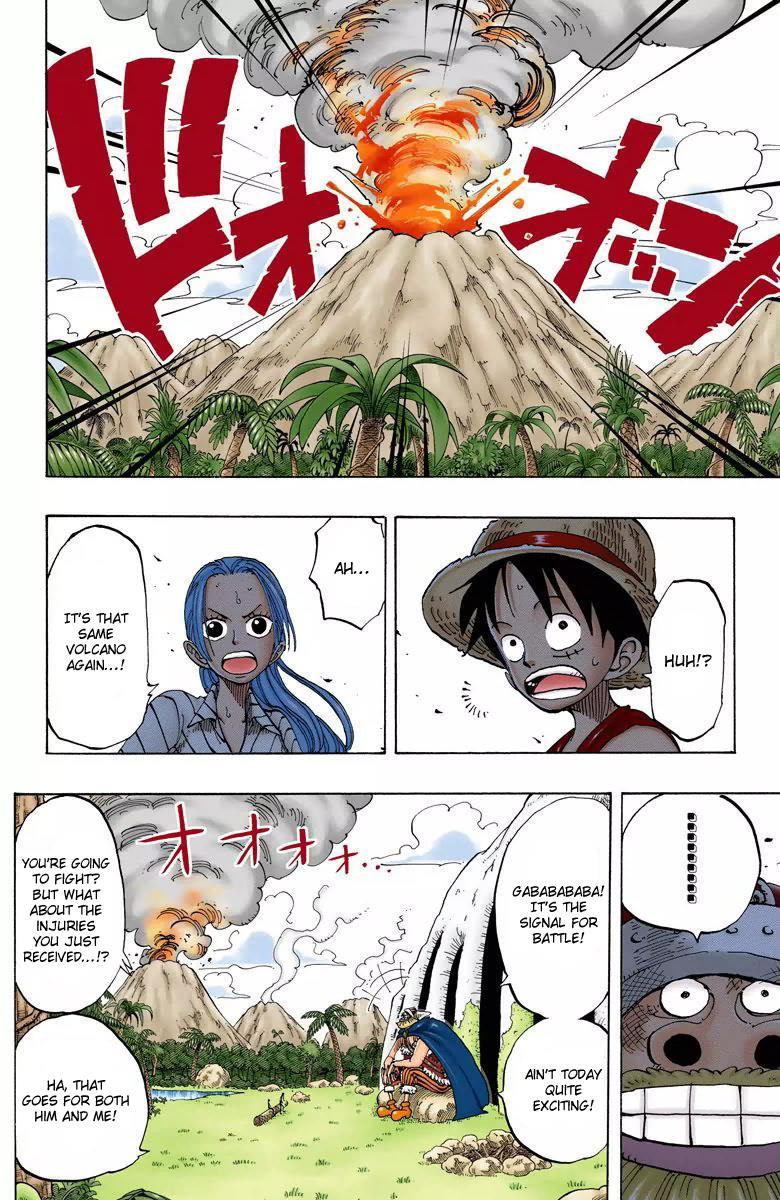 ドオオオン
HUH!?
AH...
IT'S THAT
SAME
VOLCANO
AGAIN...!
GABABABABA!
IT'S THE
SIGNAL FOR
BATTLE!
AIN'T TODAY
QUITE
EXCITING!
オオオォ...
YOU'RE GOING
TO FIGHT?
BUT WHAT
ABOUT THE
INJURIES
YOU JUST
RECEIVED...!?
HA, THAT
GOES FOR BOTH
HIM AND ME!